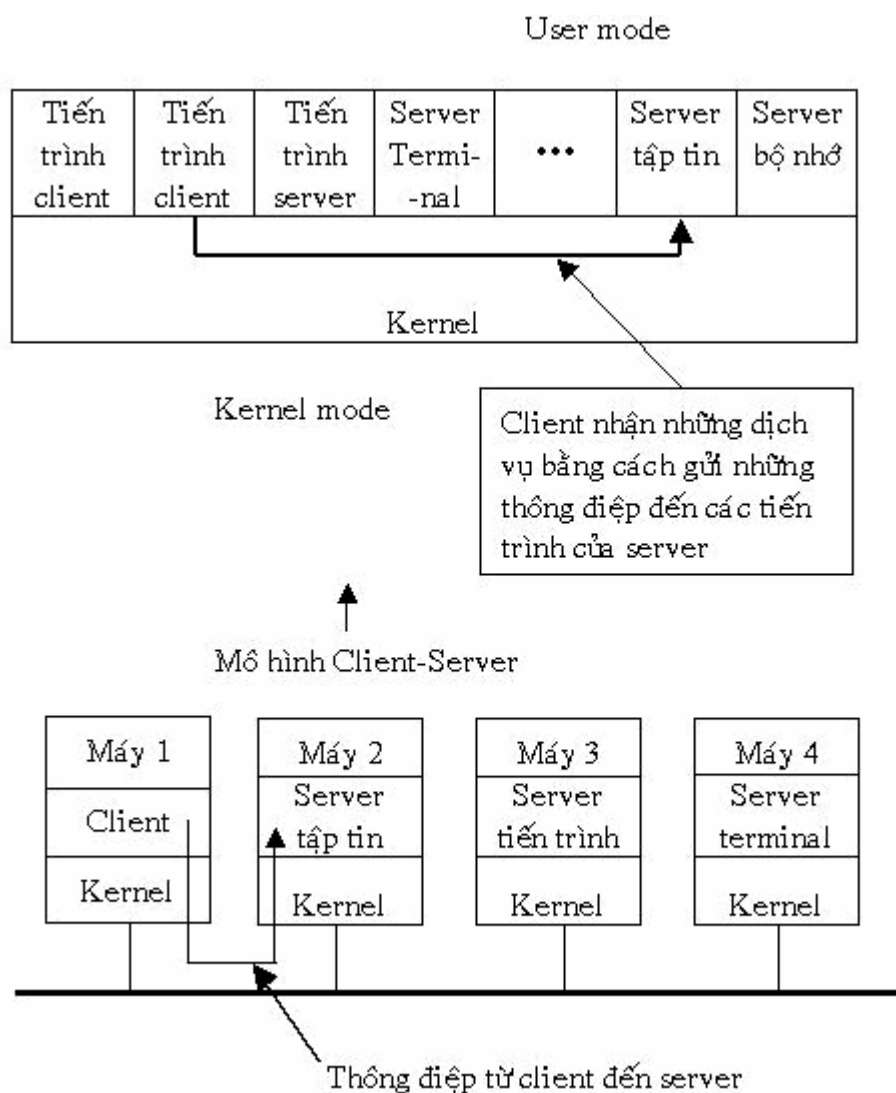 User mode
Tiến trình client
Tiến trình client
Tiến trình server
Server Termi- -nal
...
Server tập tin
Server bộ nhớ
Kernel
Kernel mode
Client nhận những dịch
vụ bằng cách gửi những
thông điệp đến các tiến
trình của server
Mô hình Client-Server
Máy 1
Client
Kernel
Máy 2
Server
tập tin
Kernel
Máy 3
Server
tiến trình
Kernel
Máy 4
Server
terminal
Kernel
Thông điệp từ client đến server